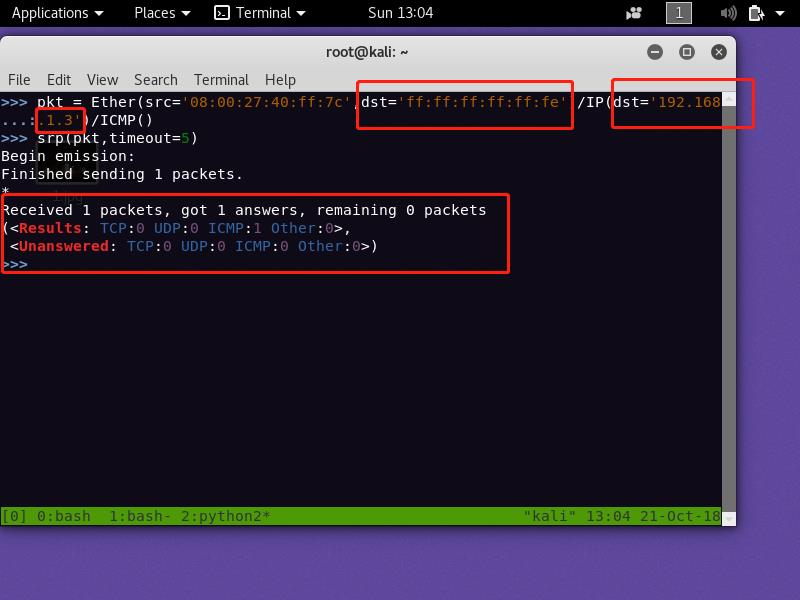 Applications Places Terminal Sun 13:04 1
root@kali: ~
File Edit View Search Terminal Help
>>> pkt = Ether(src='08:00:27:40:ff:7c',dst='ff:ff:ff:ff:ff:fe')/IP(dst='192.168
...:.1.3')/ICMP()
>>> srp(pkt,timeout=5)
Begin emission:
Finished sending 1 packets.
*
1.jpg
Received 1 packets, got 1 answers, remaining 0 packets
(<Results: TCP:0 UDP:0 ICMP:1 Other:0>,
<Unanswered: TCP:0 UDP:0 ICMP:0 Other:0>)
>>>
[0] 0:bash 1:bash- 2:python2* "kali" 13:04 21-Oct-18